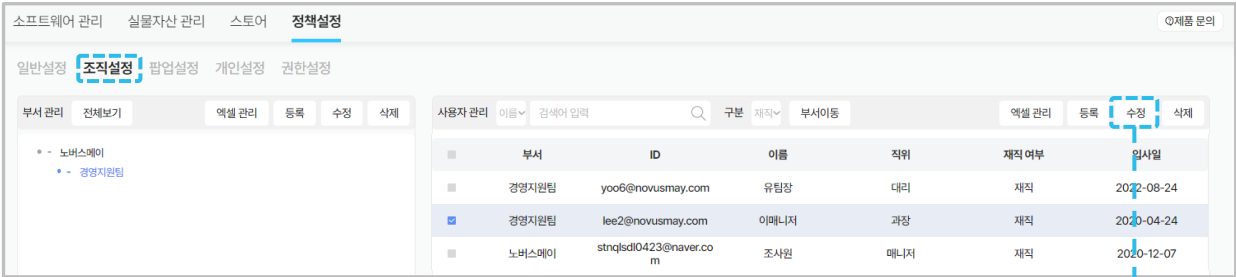 소프트웨어 관리 실물자산 관리 스토어 정책설정 제품 문의
일반설정 조직설정 팝업설정 개인설정 권한설정
부서 관리 전체보기 엑셀 관리 등록 수정 삭제
노버스메이
경영지원팀
사용자 관리 이름 검색어 입력 구분 재직 부서이동 엑셀 관리 등록 수정 삭제
부서 ID 이름 직위 재직 여부 입사일
경영지원팀 yoo6@novusmay.com 유팀장 대리 재직 2022-08-24
경영지원팀 lee2@novusmay.com 이매니저 과장 재직 2020-04-24
노버스메이 stnqlsdl0423@naver.co
m 조사원 매니저 재직 2020-12-07